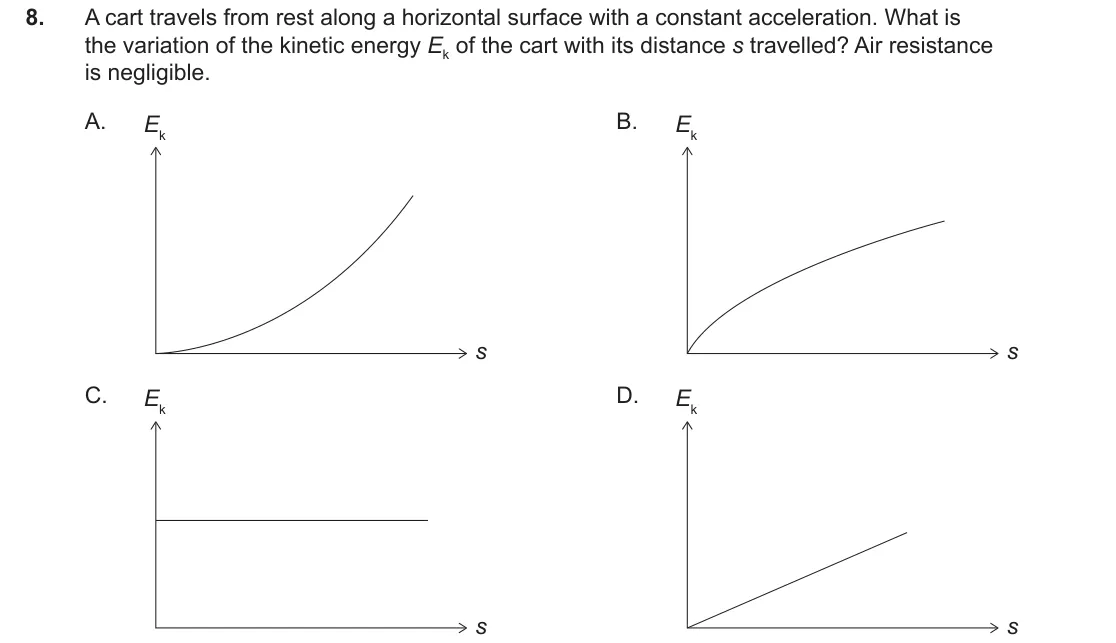 8. A cart travels from rest along a horizontal surface with a constant acceleration. What is
the variation of the kinetic energy Eₖ of the cart with its distance s travelled? Air resistance
is negligible.
A. Eₖ
s
B. Eₖ
s
C. Eₖ
s
D. Eₖ
s